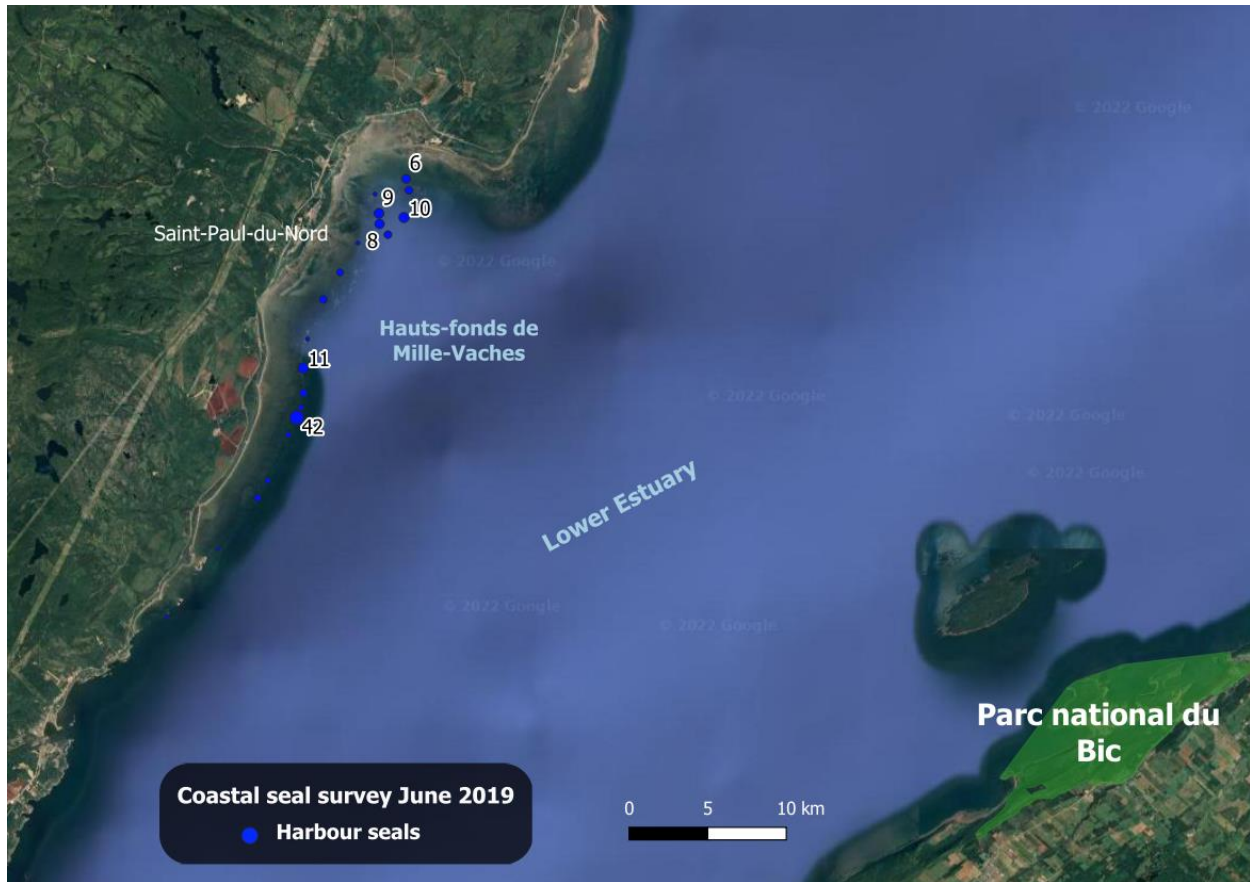 © 2022 Google
6
9
10
Saint-Paul-du-Nord
8
© 2022 Google
Hauts-fonds de
Mille-Vaches
11
© 2022 Google
© 2022 Google
42
© 2022 Google
Lower Estuary
© 2022 Google
© 2022 Google
Parc national du
Bic
Coastal seal survey June 2019
Harbour seals
0 5 10 km